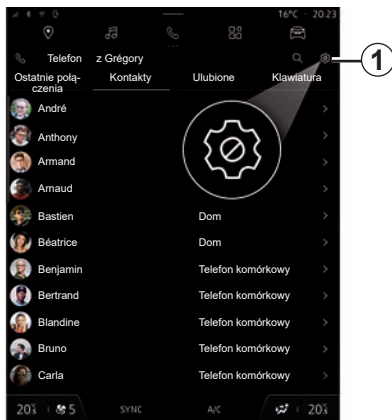 16°C 20:23
Telefon z Grégory
1
Ostatnie połą-
czenia
Kontakty
Ulubione
Klawiatura
André
Anthony
Armand
Arnaud
Bastien Dom
Béatrice Dom
Benjamin Telefon komórkowy
Bertrand Telefon komórkowy
Blandine Telefon komórkowy
Bruno Telefon komórkowy
Carla Telefon komórkowy
20 5 SYNC A/C 20